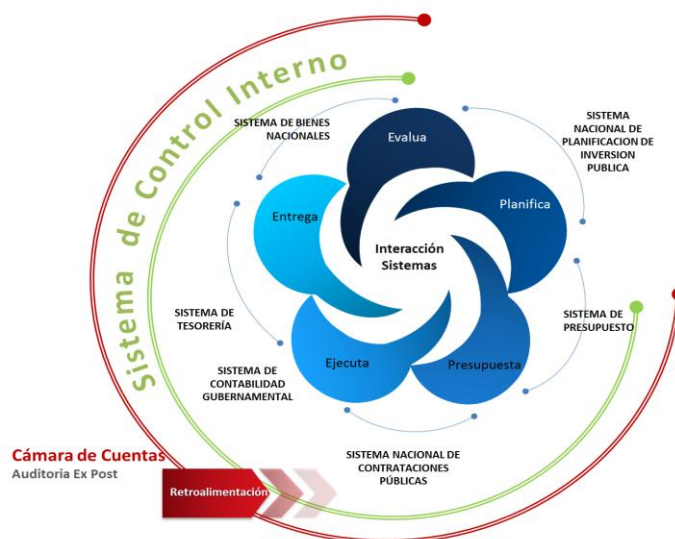 Sistema de Control Interno
SISTEMA DE BIENES
NACIONALES
Evalua
SISTEMA
NACIONAL DE
PLANIFICACION DE
INVERSION
PUBLICA
Entrega
Planifica
Interacción
Sistemas
SISTEMA DE
TESORERÍA
SISTEMA DE
PRESUPUESTO
SISTEMA DE
CONTABILIDAD
GUBERNAMENTAL
Ejecuta
Presupuesta
SISTEMA NACIONAL DE
CONTRATACIONES
PÚBLICAS
Cámara de Cuentas
Auditoria Ex Post
Retroalimentación